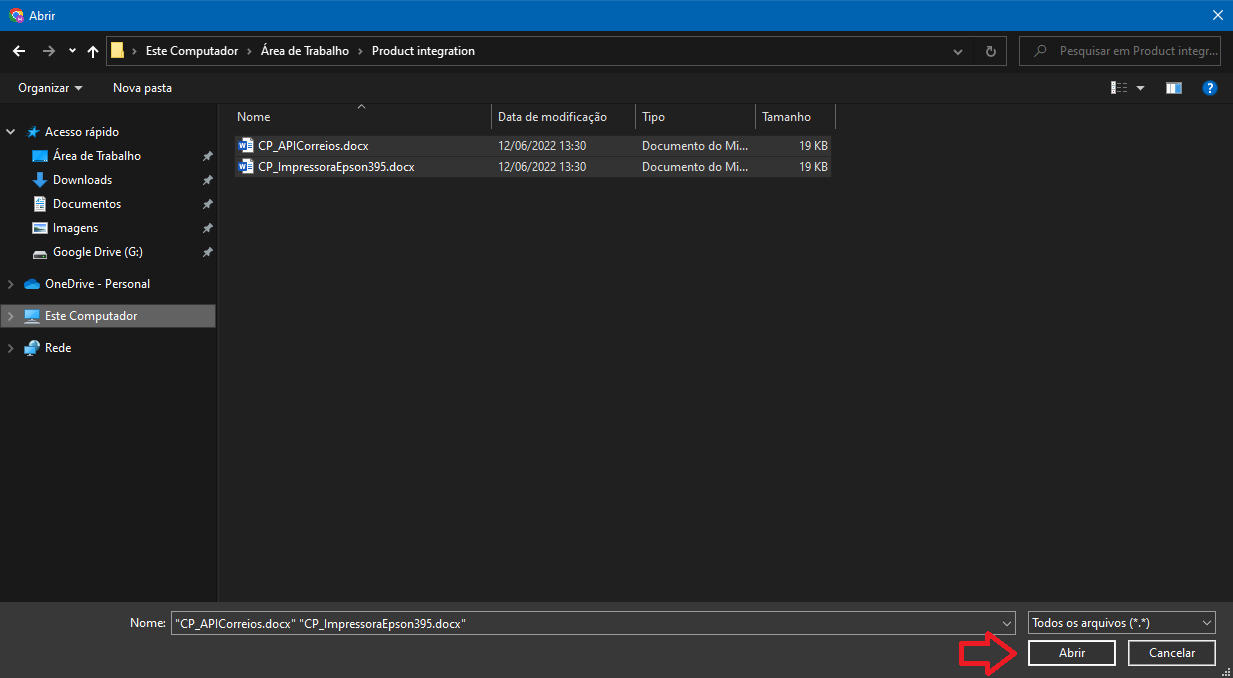 Abrir
Este Computador > Área de Trabalho > Product integration
Pesquisar em Product integr...
Organizar Nova pasta
?
Nome Data de modificação Tipo Tamanho
Acesso rápido
Área de Trabalho
Downloads
Documentos
Imagens
Google Drive (G:)
OneDrive - Personal
Este Computador
Rede
CP_APICorreios.docx 12/06/2022 13:30 Documento do Mi... 19 KB
CP_ImpressoraEpson395.docx 12/06/2022 13:30 Documento do Mi... 19 KB
Nome: "CP_APICorreios.docx" "CP_ImpressoraEpson395.docx" Todos os arquivos (*.*)
Abrir Cancelar